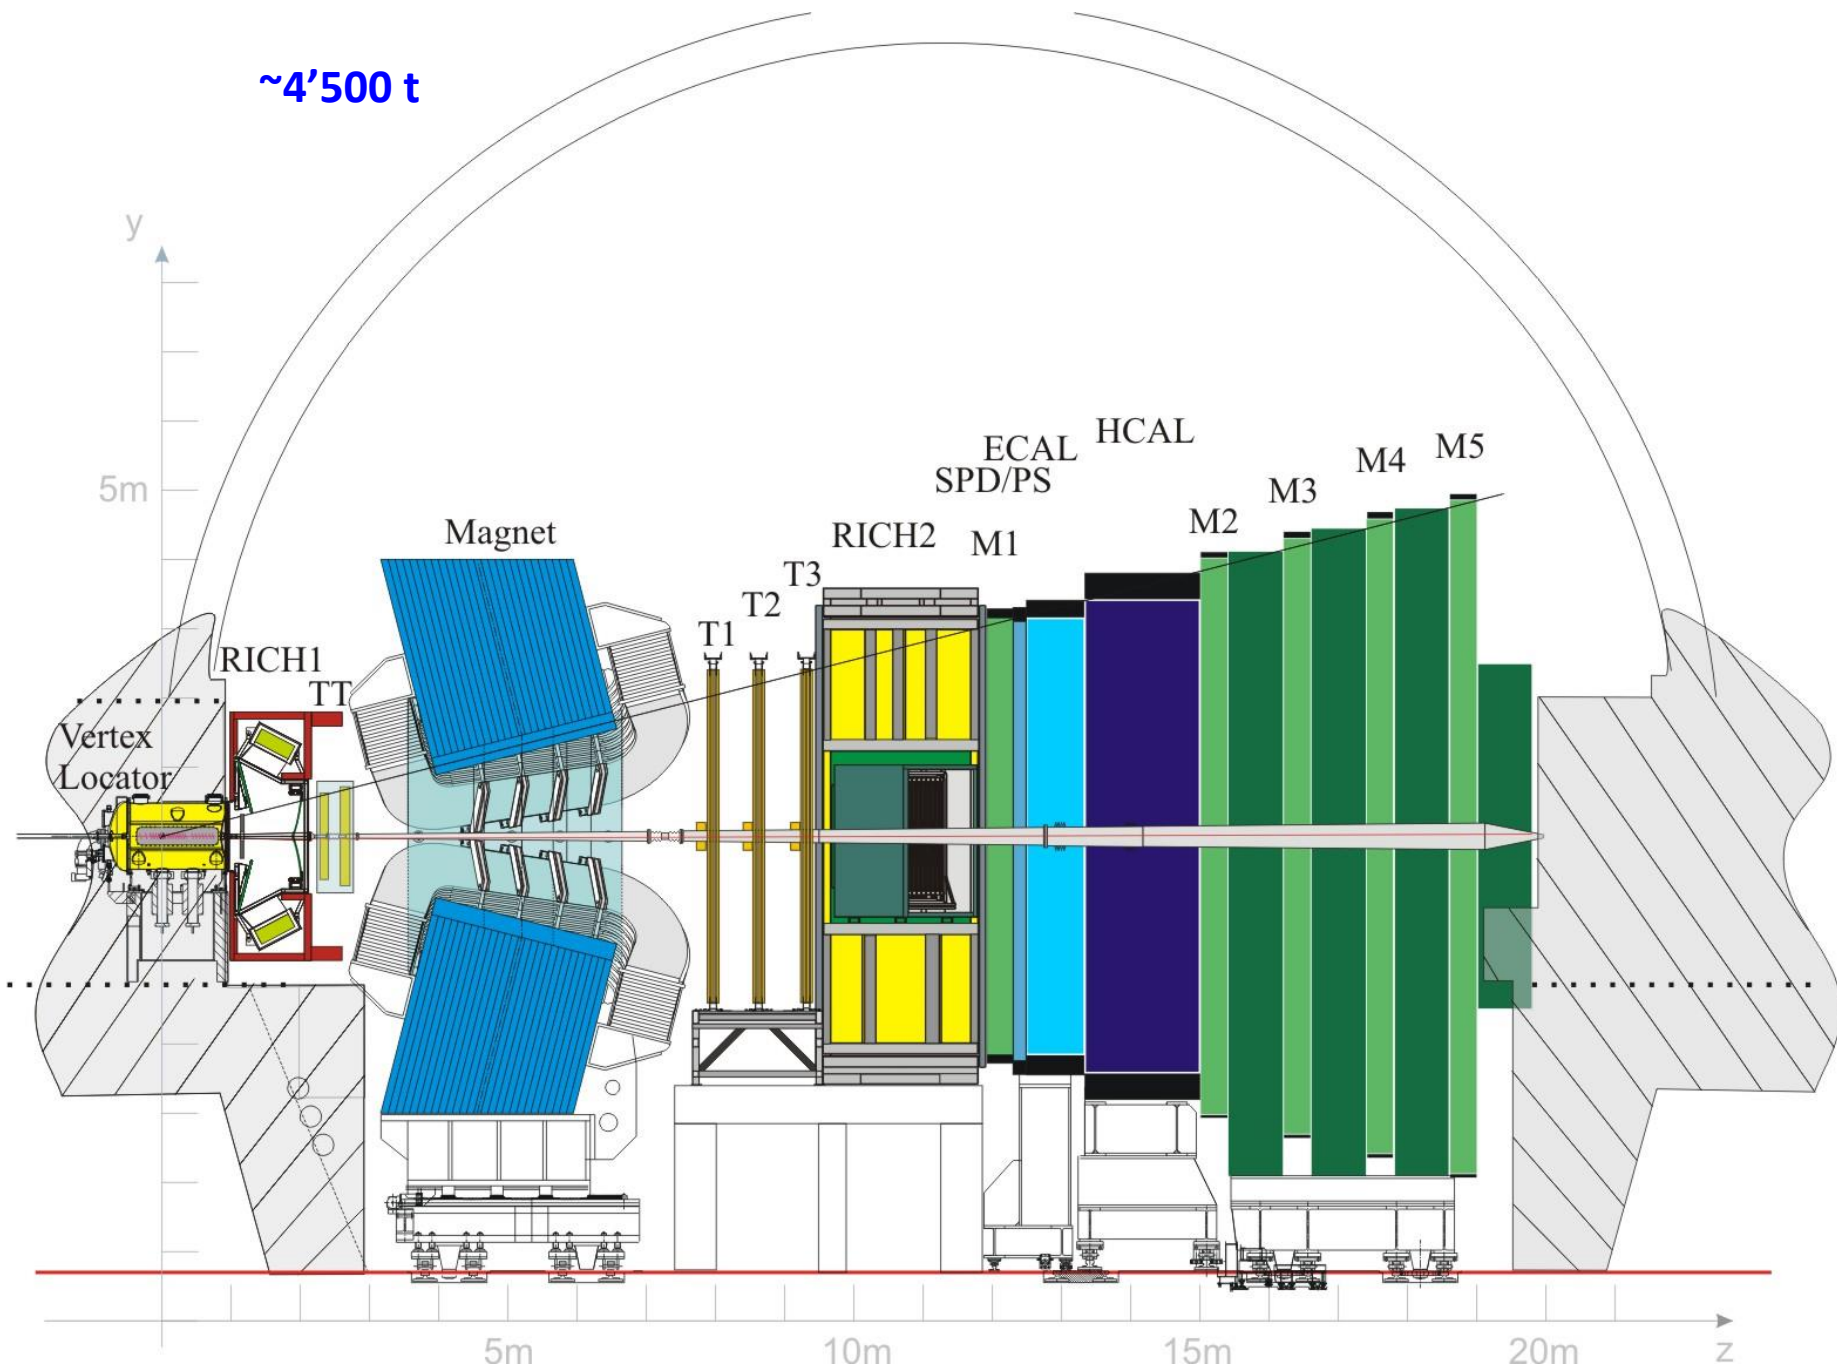 ~4’500 t
y
5m
HCAL
M5
ECAL
M4
SPD/PS
M3
M2
Magnet
RICH2
M1
T3
T2
T1
RICH1
TT
Vertex
Locator
5m
10m
15m
20m
z